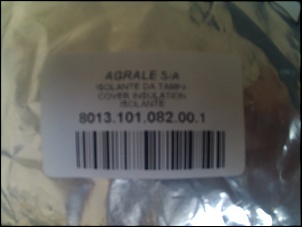 AGRALE S/A
ISOLANTE DA TAMPA
COVER INSULATION
ISOLANTE
8013.101.082.00.1